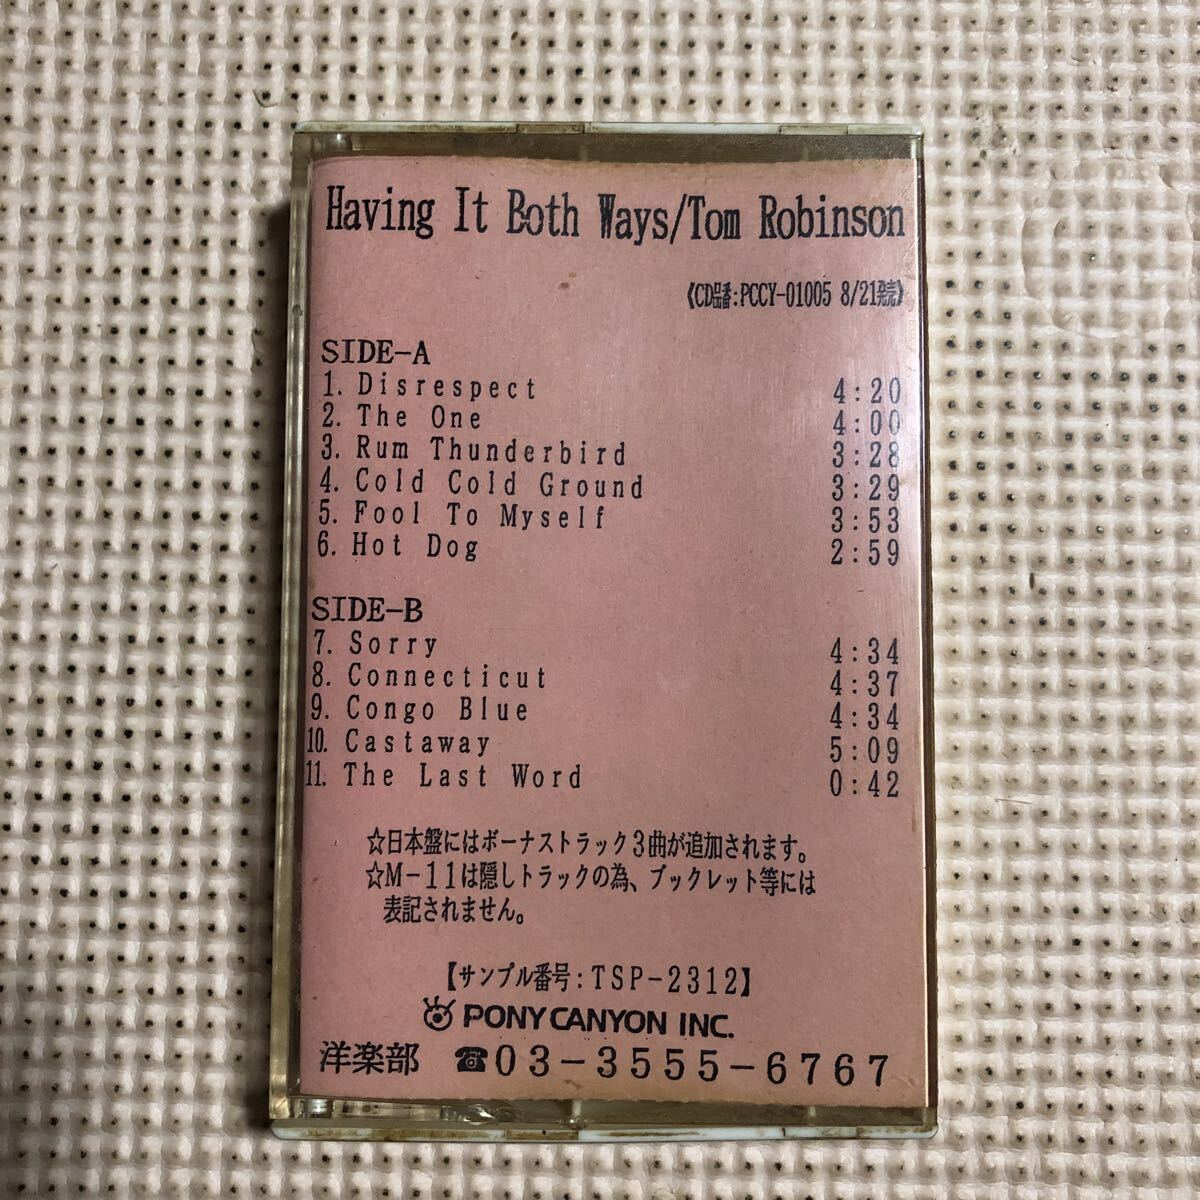 Having It Both Ways/Tom Robinson
《CD品番:PCCY-01005 8/21発売》
SIDE-A
1. Disrespect 4:20
2. The One 4:00
3. Rum Thunderbird 3:28
4. Cold Cold Ground 3:29
5. Fool To Myself 3:53
6. Hot Dog 2:59
SIDE-B
7. Sorry 4:34
8. Connecticut 4:37
9. Congo Blue 4:34
10. Castaway 5:09
11. The Last Word 0:42
☆日本盤にはボーナストラック3曲が追加されます。
☆M-11は隠しトラックの為、ブックレット等には
表記されません。
【サンプル番号:TSP-2312】
PONY CANYON INC.
洋楽部 ☎03-3555-6767